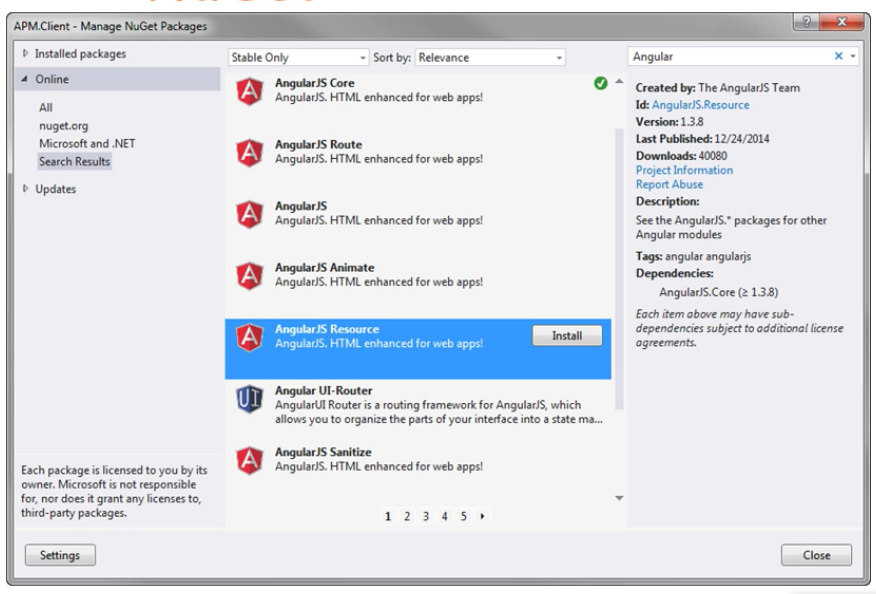 NuGet
APM.Client - Manage NuGet Packages
Installed packages
Online
All
nuget.org
Microsoft and .NET
Search Results
Updates
Each package is licensed to you by its
owner. Microsoft is not responsible
for, nor does it grant any licenses to,
third-party packages.
Settings
Stable Only
Sort by: Relevance
AngularJS Core
AngularJS. HTML enhanced for web apps!
AngularJS Route
AngularJS. HTML enhanced for web apps!
AngularJS
AngularJS. HTML enhanced for web apps!
AngularJS Animate
AngularJS. HTML enhanced for web apps!
AngularJS Resource
AngularJS. HTML enhanced for web apps!
Install
Angular UI-Router
AngularUI Router is a routing framework for AngularJS, which
allows you to organize the parts of your interface into a state ma...
AngularJS Sanitize
AngularJS. HTML enhanced for web apps!
1 2 3 4 5
Angular
Created by: The AngularJS Team
Id: AngularJS.Resource
Version: 1.3.8
Last Published: 12/24/2014
Downloads: 40080
Project Information
Report Abuse
Description:
See the AngularJS.* packages for other
Angular modules
Tags: angular angularjs
Dependencies:
AngularJS.Core (≥ 1.3.8)
Each item above may have sub-
dependencies subject to additional license
agreements.
Close